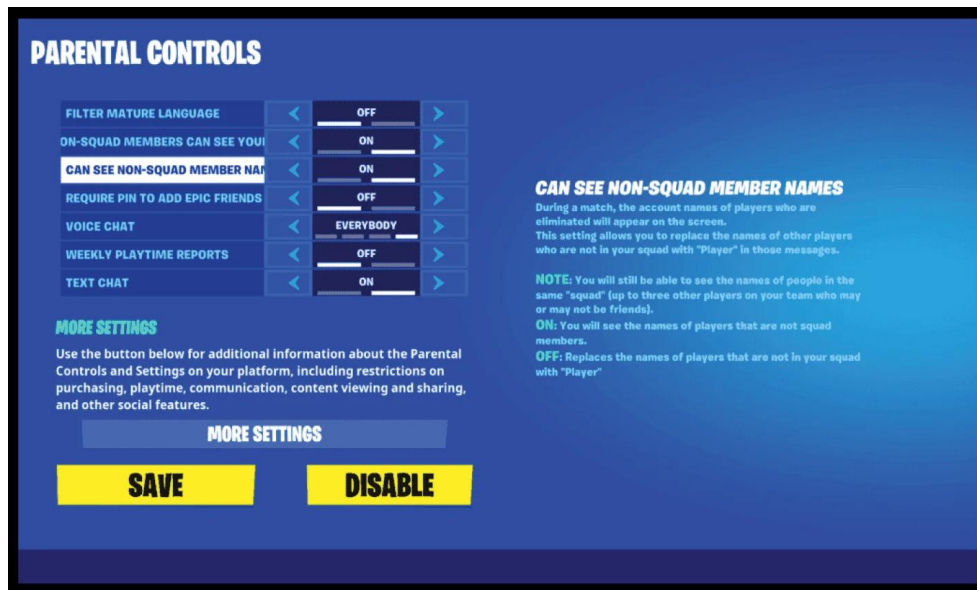 PARENTAL CONTROLS
FILTER MATURE LANGUAGE OFF
ON-SQUAD MEMBERS CAN SEE YOU
ON
CAN SEE NON-SQUAD MEMBER NA
ON
REQUIRE PIN TO ADD EPIC FRIENDS OFF
VOICE CHAT EVERYBODY
WEEKLY PLAYTIME REPORTS OFF
TEXT CHAT ON
MORE SETTINGS
Use the button below for additional information about the Parental
Controls and Settings on your platform, including restrictions on
purchasing, playtime, communication, content viewing and sharing,
and other social features.
MORE SETTINGS
SAVE
DISABLE
CAN SEE NON-SQUAD MEMBER NAMES
During a match, the account names of players who are
eliminated will appear on the screen.
This setting allows you to replace the names of other players
who are not in your squad with "Player" in those messages.
NOTE: You will still be able to see the names of people in the
same "squad" (up to three other players on your team who may
or may not be friends).
ON: You will see the names of players that are not squad
members.
OFF: Replaces the names of players that are not in your squad
with "Player"